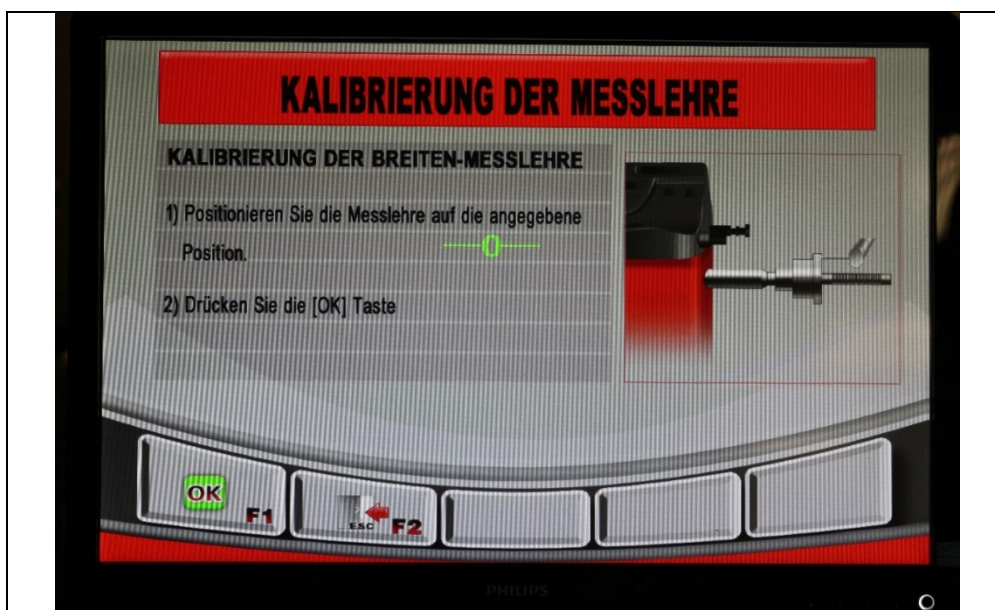 KALIBRIERUNG DER MESSLEHRE
KALIBRIERUNG DER BREITEN-MESSLEHRE
1) Positionieren Sie die Messlehre auf die angegebene
Position.
0
2) Drücken Sie die [OK] Taste
OK F1
ESC F2
PHILIPS